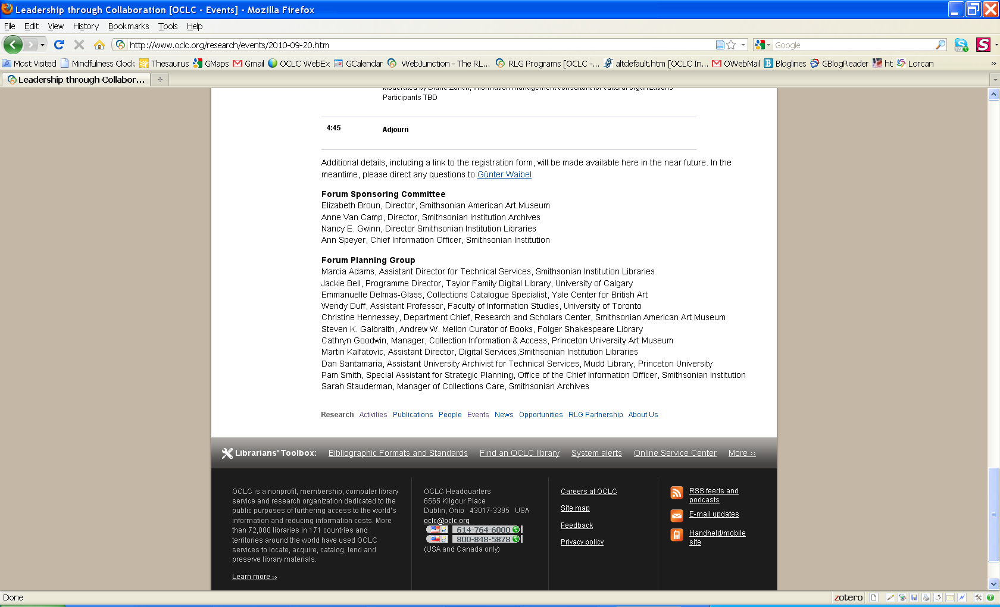 Leadership through Collaboration [OCLC - Events] - Mozilla Firefox
File Edit View History Bookmarks Tools Help
http://www.oclc.org/research/events/2010-09-20.htm
Google
Most Visited Mindfulness Clock Thesaurus GMaps Gmail OCLC WebEx GCalendar WebJunction - The RL... RLG Programs [OCLC -... altdefault.htm [OCLC In... OWebMail Bloglines GBlogReader ht Lorcan »
Leadership through Collabor...
Moderated by Diane Zorich, information management consultant for cultural organizations
Participants TBD
4:45 Adjourn
Additional details, including a link to the registration form, will be made available here in the near future. In the
meantime, please direct any questions to Günter Waibel.
Forum Sponsoring Committee
Elizabeth Broun, Director, Smithsonian American Art Museum
Anne Van Camp, Director, Smithsonian Institution Archives
Nancy E. Gwinn, Director Smithsonian Institution Libraries
Ann Speyer, Chief Information Officer, Smithsonian Institution
Forum Planning Group
Marcia Adams, Assistant Director for Technical Services, Smithsonian Institution Libraries
Jackie Bell, Programme Director, Taylor Family Digital Library, University of Calgary
Emmanuelle Delmas-Glass, Collections Catalogue Specialist, Yale Center for British Art
Wendy Duff, Assistant Professor, Faculty of Information Studies, University of Toronto
Christine Hennessey, Department Chief, Research and Scholars Center, Smithsonian American Art Museum
Steven K. Galbraith, Andrew W. Mellon Curator of Books, Folger Shakespeare Library
Cathryn Goodwin, Manager, Collection Information & Access, Princeton University Art Museum
Martin Kalfatovic, Assistant Director, Digital Services,Smithsonian Institution Libraries
Dan Santamaria, Assistant University Archivist for Technical Services, Mudd Library, Princeton University
Pam Smith, Special Assistant for Strategic Planning, Office of the Chief Information Officer, Smithsonian Institution
Sarah Stauderman, Manager of Collections Care, Smithsonian Archives
Research Activities Publications People Events News Opportunities RLG Partnership About Us
Librarians' Toolbox: Bibliographic Formats and Standards Find an OCLC library System alerts Online Service Center More ››
OCLC is a nonprofit, membership, computer library
service and research organization dedicated to the
public purposes of furthering access to the world's
information and reducing information costs. More
than 72,000 libraries in 171 countries and
territories around the world have used OCLC
services to locate, acquire, catalog, lend and
preserve library materials.
Learn more ››
OCLC Headquarters
6565 Kilgour Place
Dublin, Ohio 43017-3395 USA
oclc@oclc.org
614-764-6000
800-848-5878
(USA and Canada only)
Careers at OCLC
Site map
Feedback
Privacy policy
RSS feeds and
podcasts
E-mail updates
Handheld/mobile
site
Done
zotero